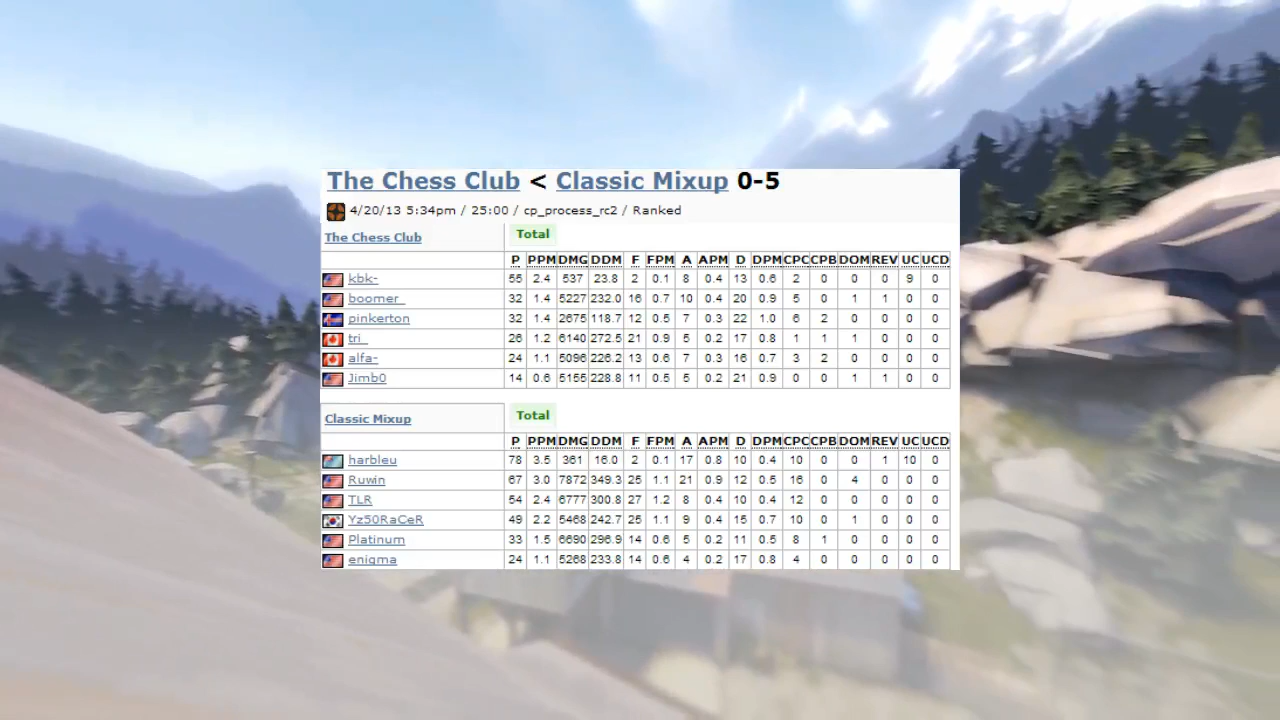 The Chess Club < Classic Mixup 0-5
4/20/13 5:34pm / 25:00 / cp_process_rc2 / Ranked
The Chess Club Total
P PPM DMG DDM F FPM A APM D DPM CPC CPB DOM REV UC UCD
kbk- 55 2.4 537 23.8 2 0.1 8 0.4 13 0.6 2 0 0 0 9 0
boomer_ 32 1.4 5227 232.0 16 0.7 10 0.4 20 0.9 5 0 1 1 0 0
pinkerton 32 1.4 2675 118.7 12 0.5 7 0.3 22 1.0 6 2 0 0 0 0
tri_ 26 1.2 6140 272.5 21 0.9 5 0.2 17 0.8 1 1 1 0 0 0
alfa- 24 1.1 5096 226.2 13 0.6 7 0.3 16 0.7 3 2 0 0 0 0
Jimb0 14 0.6 5155 228.8 11 0.5 5 0.2 21 0.9 0 0 1 1 0 0
Classic Mixup Total
P PPM DMG DDM F FPM A APM D DPM CPC CPB DOM REV UC UCD
harbleu 78 3.5 361 16.0 2 0.1 17 0.8 10 0.4 10 0 0 1 10 0
Ruwin 67 3.0 7872 349.3 25 1.1 21 0.9 12 0.5 16 0 4 0 0 0
TLR 54 2.4 6777 300.8 27 1.2 8 0.4 10 0.4 12 0 0 0 0 0
Yz50RaCeR 49 2.2 5468 242.7 25 1.1 9 0.4 15 0.7 10 0 1 0 0 0
Platinum 33 1.5 6690 296.9 14 0.6 5 0.2 11 0.5 8 1 0 0 0 0
enigma 24 1.1 5268 233.8 14 0.6 4 0.2 17 0.8 4 0 0 0 0 0